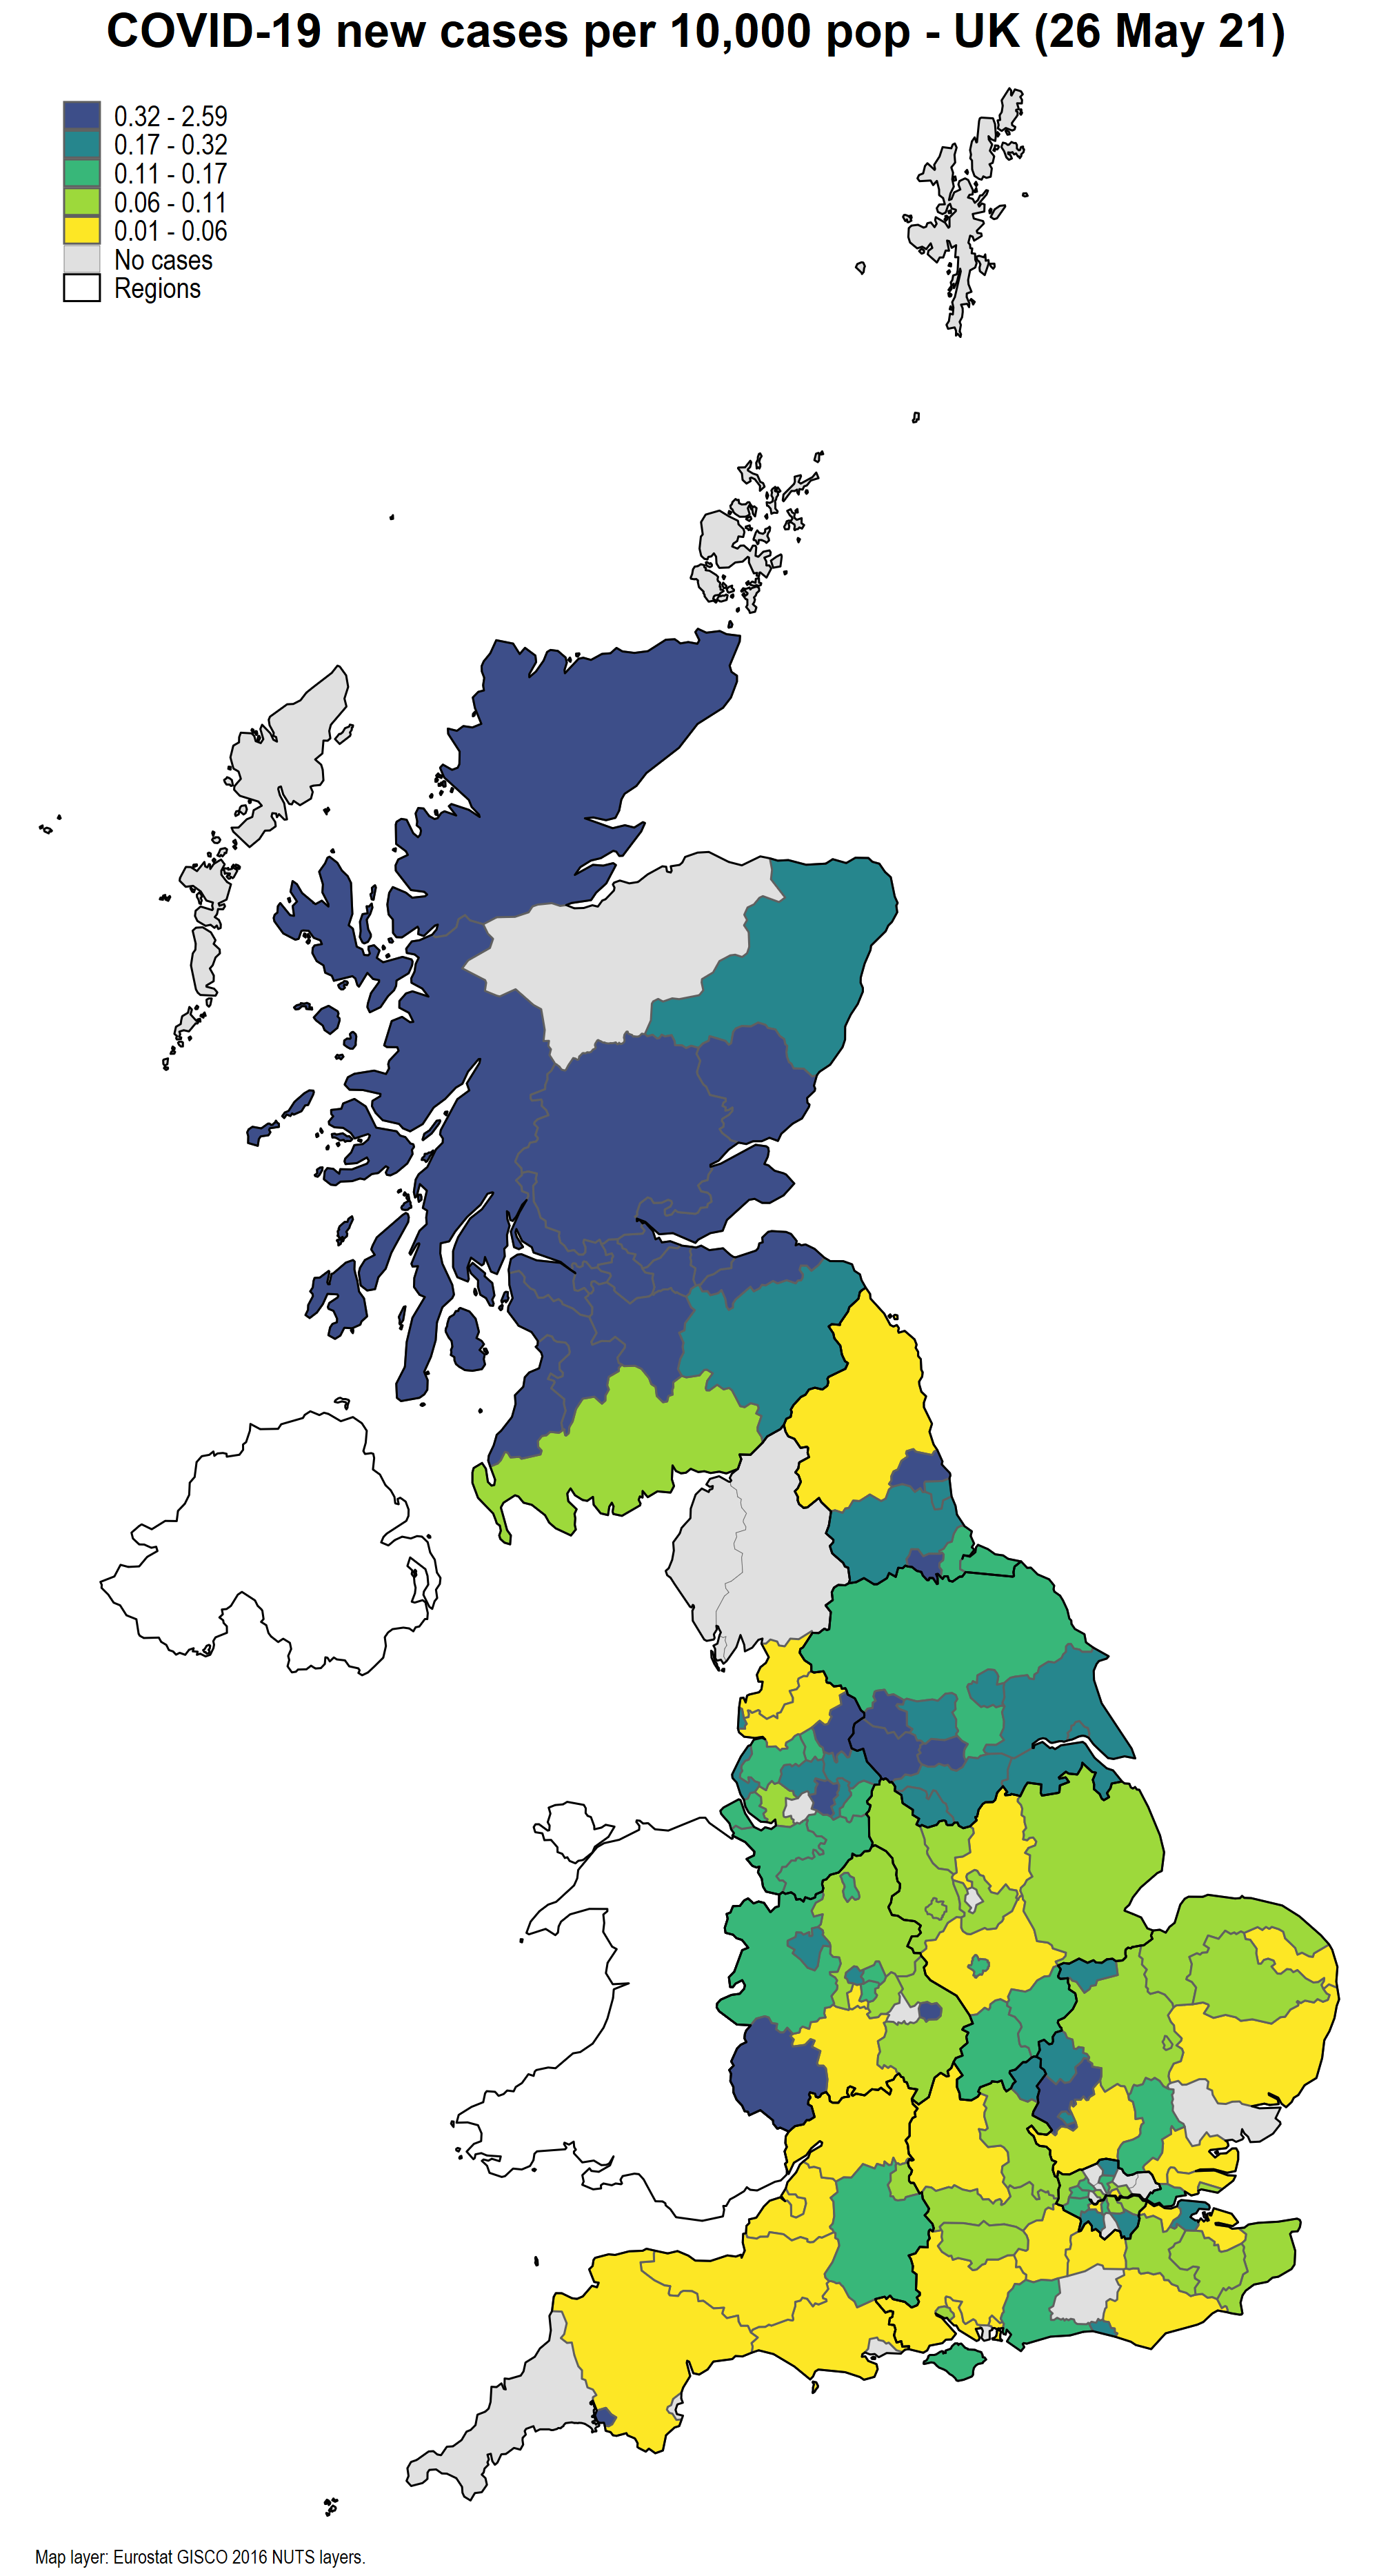 COVID-19 new cases per 10,000 pop - UK (26 May 21)
0.32 - 2.59
0.17 - 0.32
0.11 - 0.17
0.06 - 0.11
0.01 - 0.06
No cases
Regions
Map layer: Eurostat GISCO 2016 NUTS layers.